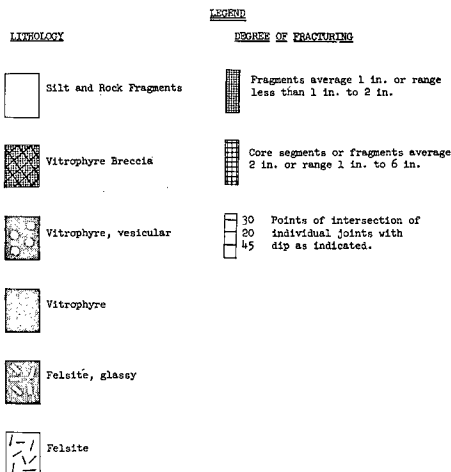 LEGEND
LITHOLOGY
DEGREE OF FRACTURING
Silt and Rock Fragments
Fragments average 1 in. or range
less than 1 in. to 2 in.
Vitrophyre Breccia
Core segments or fragments average
2 in. or range 1 in. to 6 in.
Vitrophyre, vesicular
30 Points of intersection of
20 individual joints with
45 dip as indicated.
Vitrophyre
Felsite, glassy
Felsite